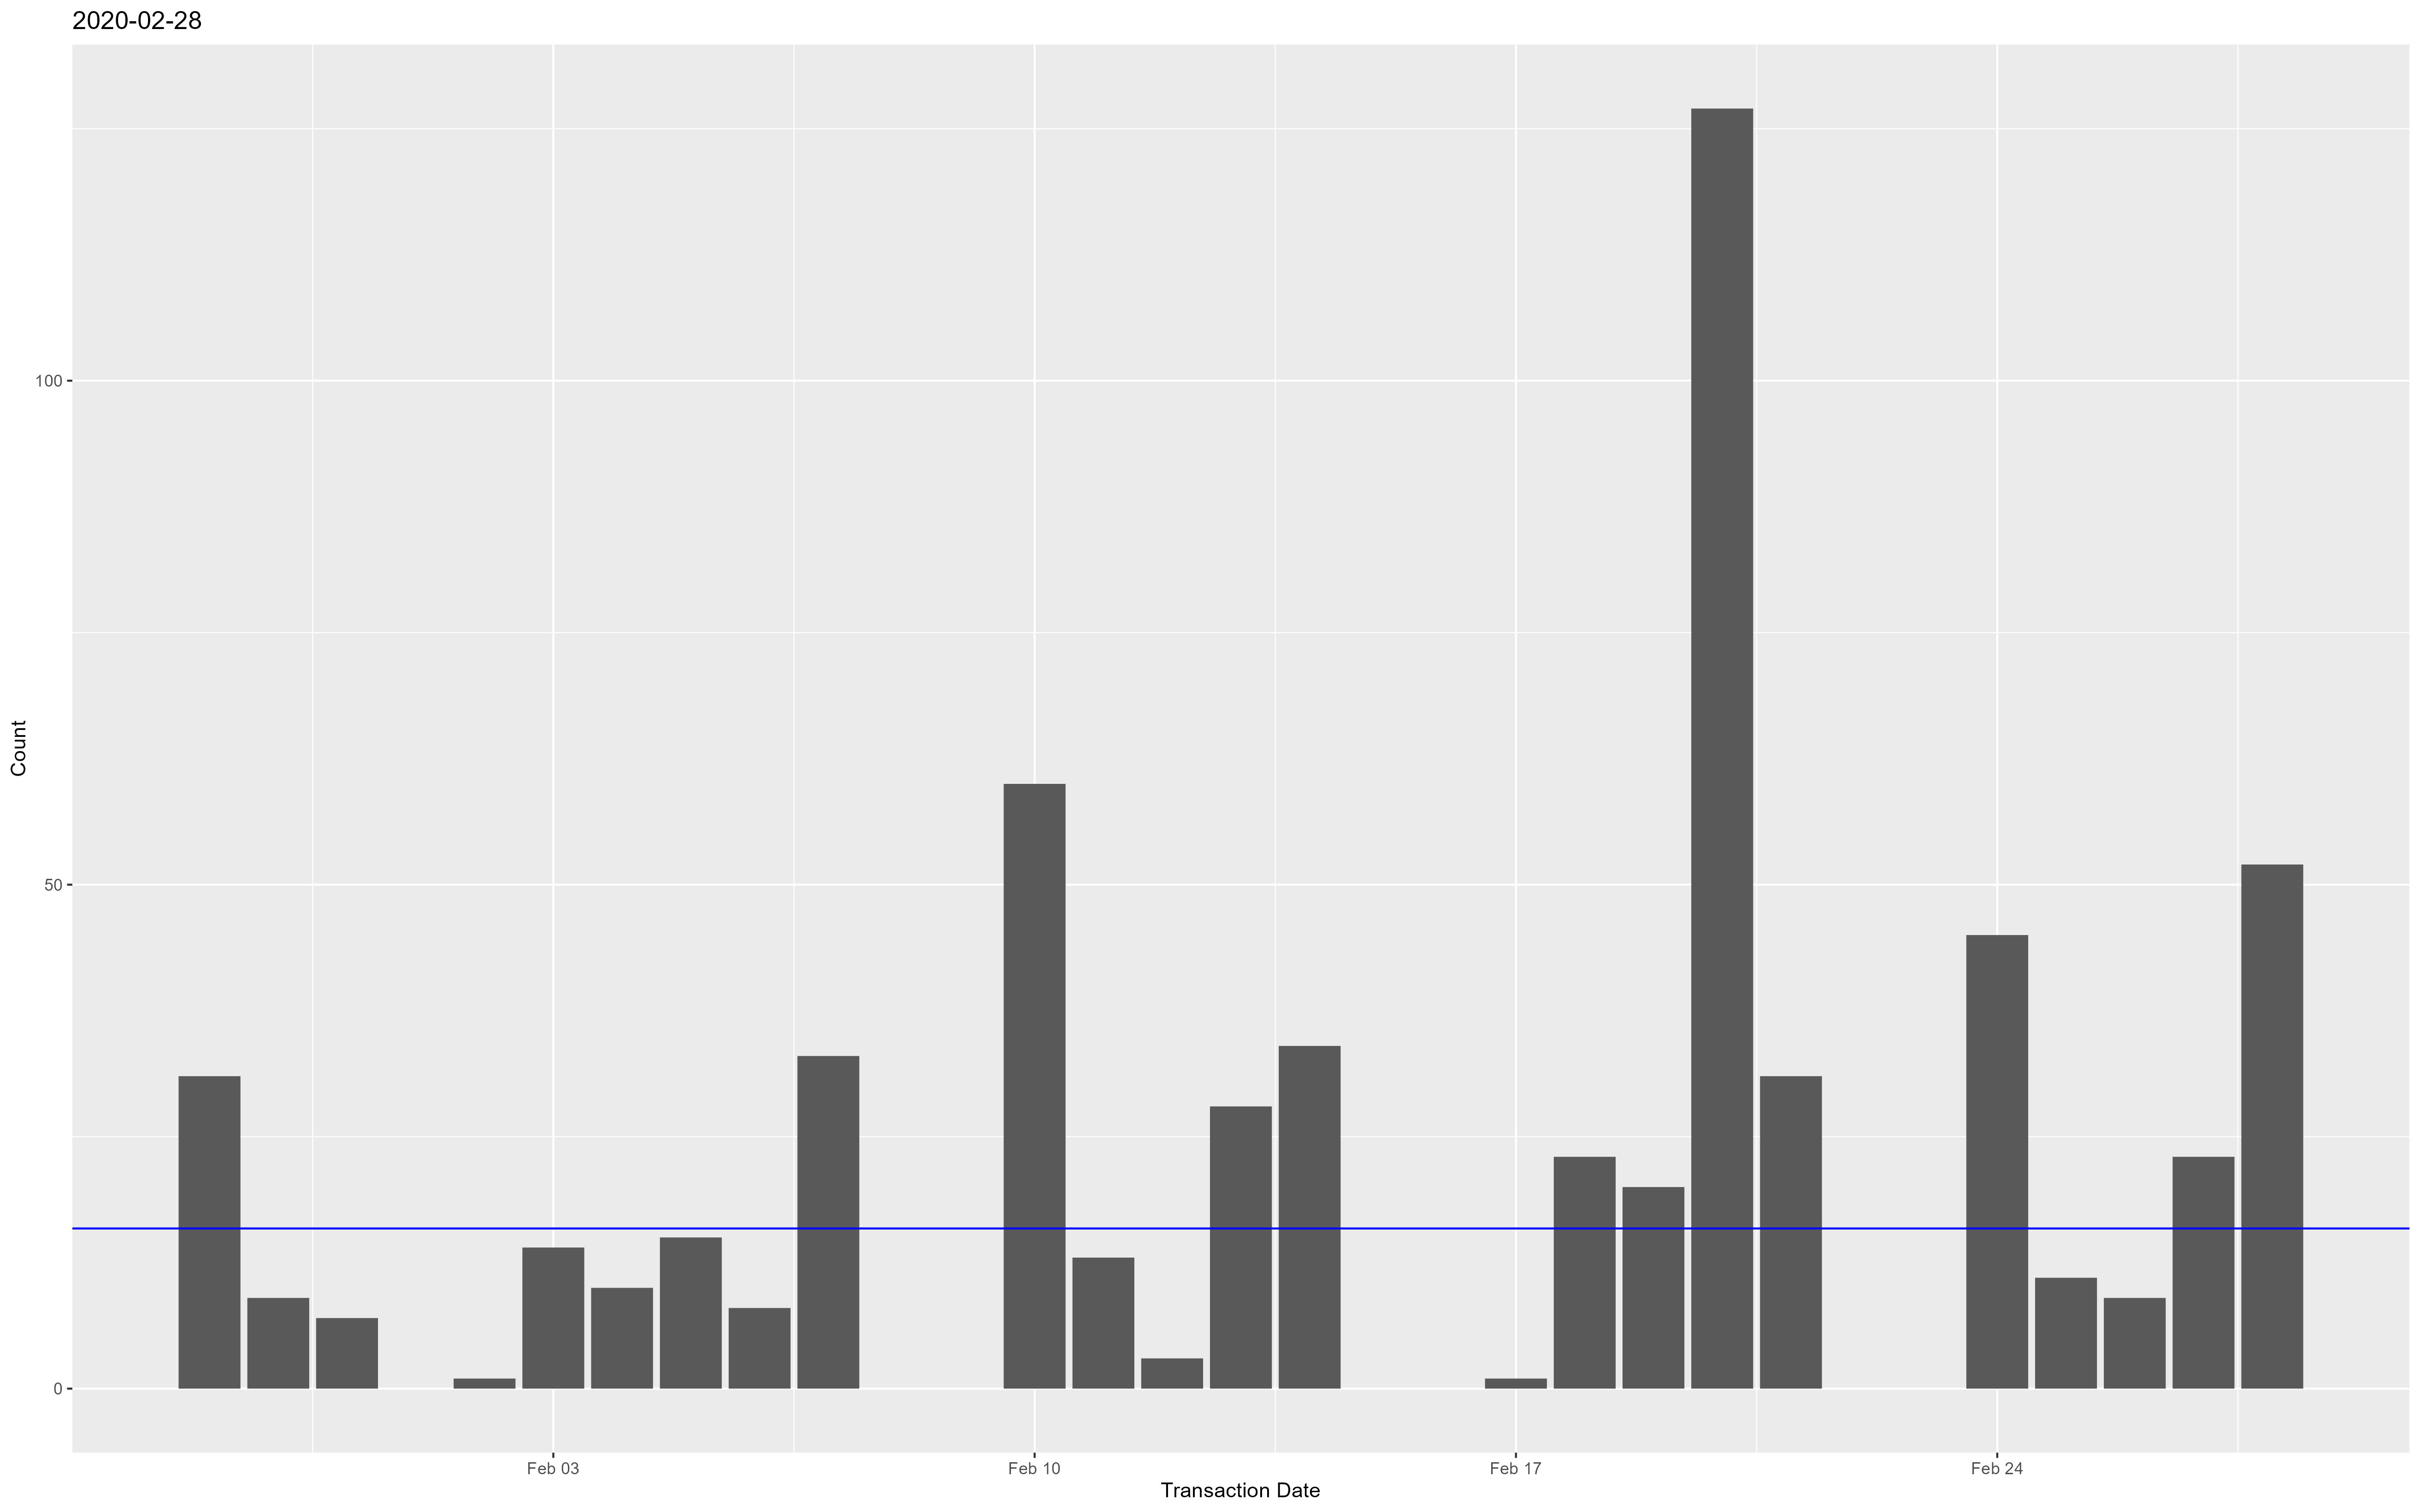 2020-02-28
Count
100
50
0
Feb 03
Feb 10
Feb 17
Feb 24
Transaction Date